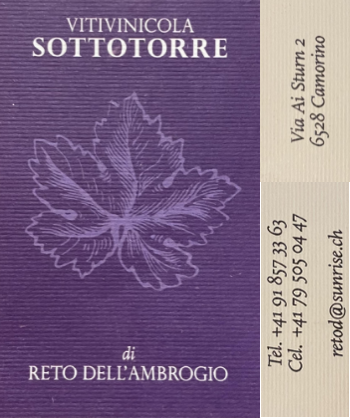 VITIVINICOLA
SOTTOTORRE
di
RETO DELL'AMBROGIO
Via Ai Sturn 2
6528 Camorino
Tel. +41 91 857 33 63
Cel. +41 79 505 04 47
retod@sunrise.ch